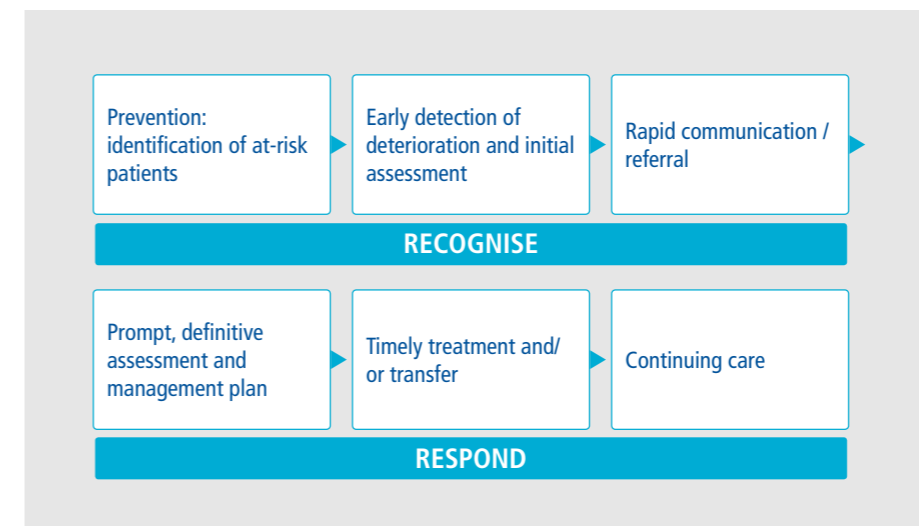 Prevention:
identification of at-risk
patients
Early detection of
deterioration and initial
assessment
Rapid communication /
referral
RECOGNISE
Prompt, definitive
assessment and
management plan
Timely treatment and/
or transfer
Continuing care
RESPOND